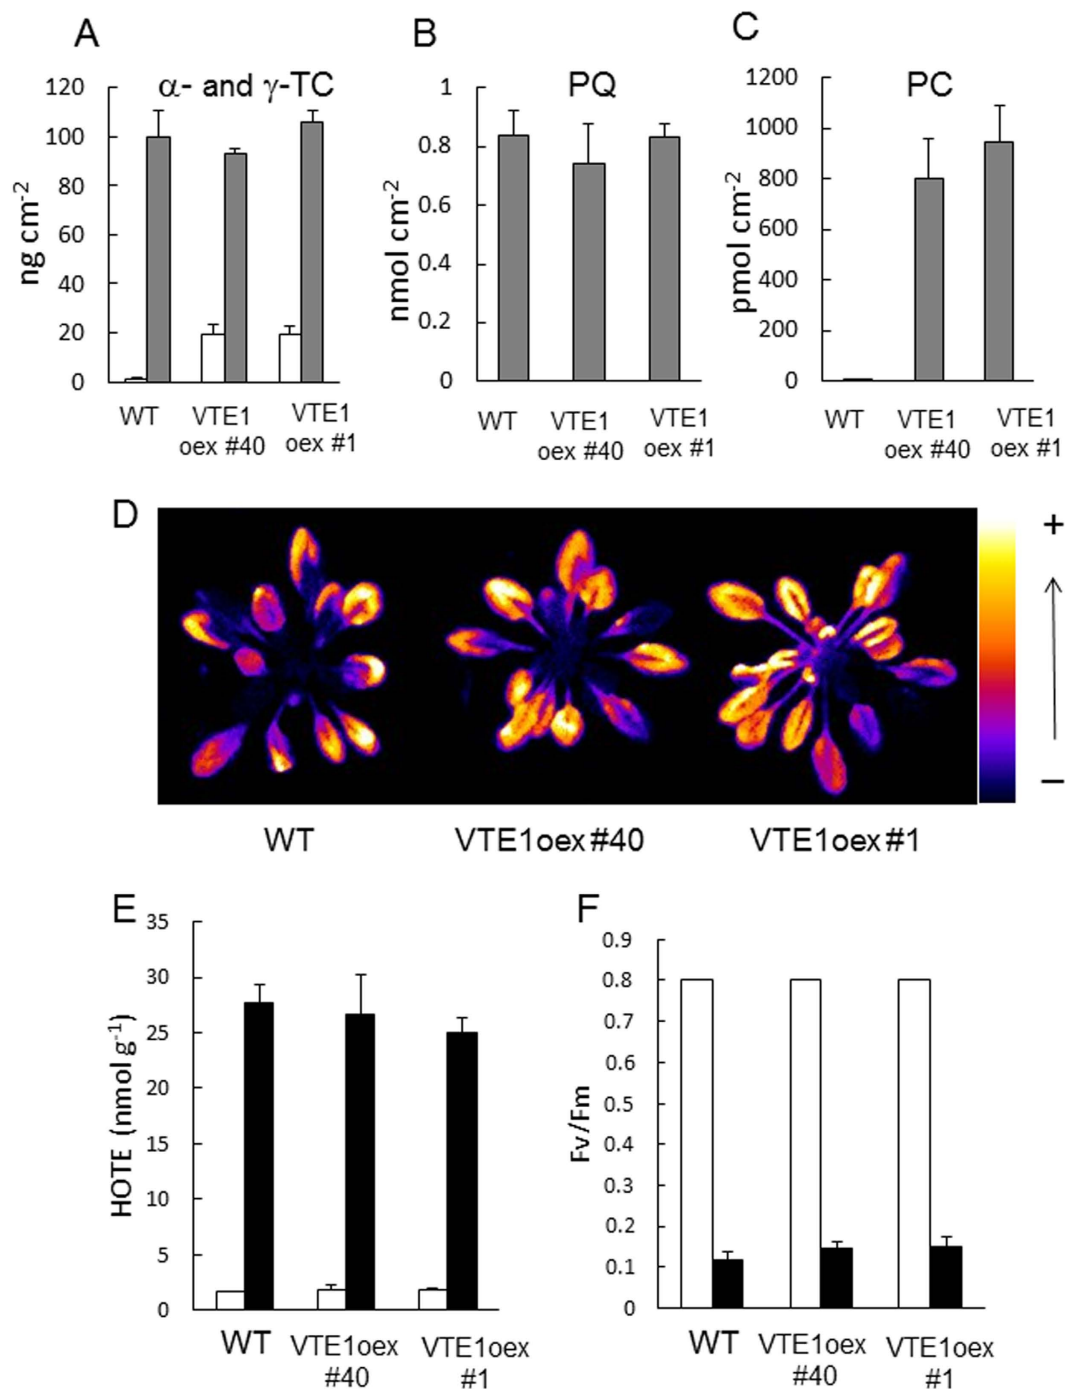 A
α- and γ-TC
ng cm-2
120
100
80
60
40
20
0
WT
VTE1
oex #40
VTE1
oex #1
B
PQ
nmol cm-2
1
0.8
0.6
0.4
0.2
0
WT
VTE1
oex #40
VTE1
oex #1
C
PC
pmol cm-2
1200
1000
800
600
400
200
0
WT
VTE1
oex #40
VTE1
oex #1
D
+
–
WT
VTE1oex #40
VTE1oex #1
E
HOTE (nmol g-1)
35
30
25
20
15
10
5
0
WT
VTE1oex
#40
VTE1oex
#1
F
Fv/Fm
0.9
0.8
0.7
0.6
0.5
0.4
0.3
0.2
0.1
0
WT
VTE1oex
#40
VTE1oex
#1